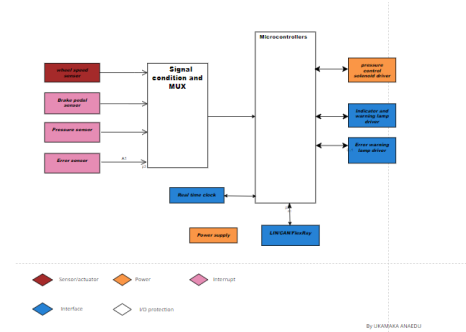 Microcontrollers
Signal
condition and
MUX
wheel speed
sensor
Brake pedal
sensor
Pressure sensor
Error sensor
pressure
control
solenoid driver
Indicator and
warning lamp
driver
Error warning
lamp driver
Real time clock
Power supply
LIN/CAN/FlexRay
Sensor/actuator
Power
Interrupt
Interface
I/O protection
By UKAMAKA ANAEDU